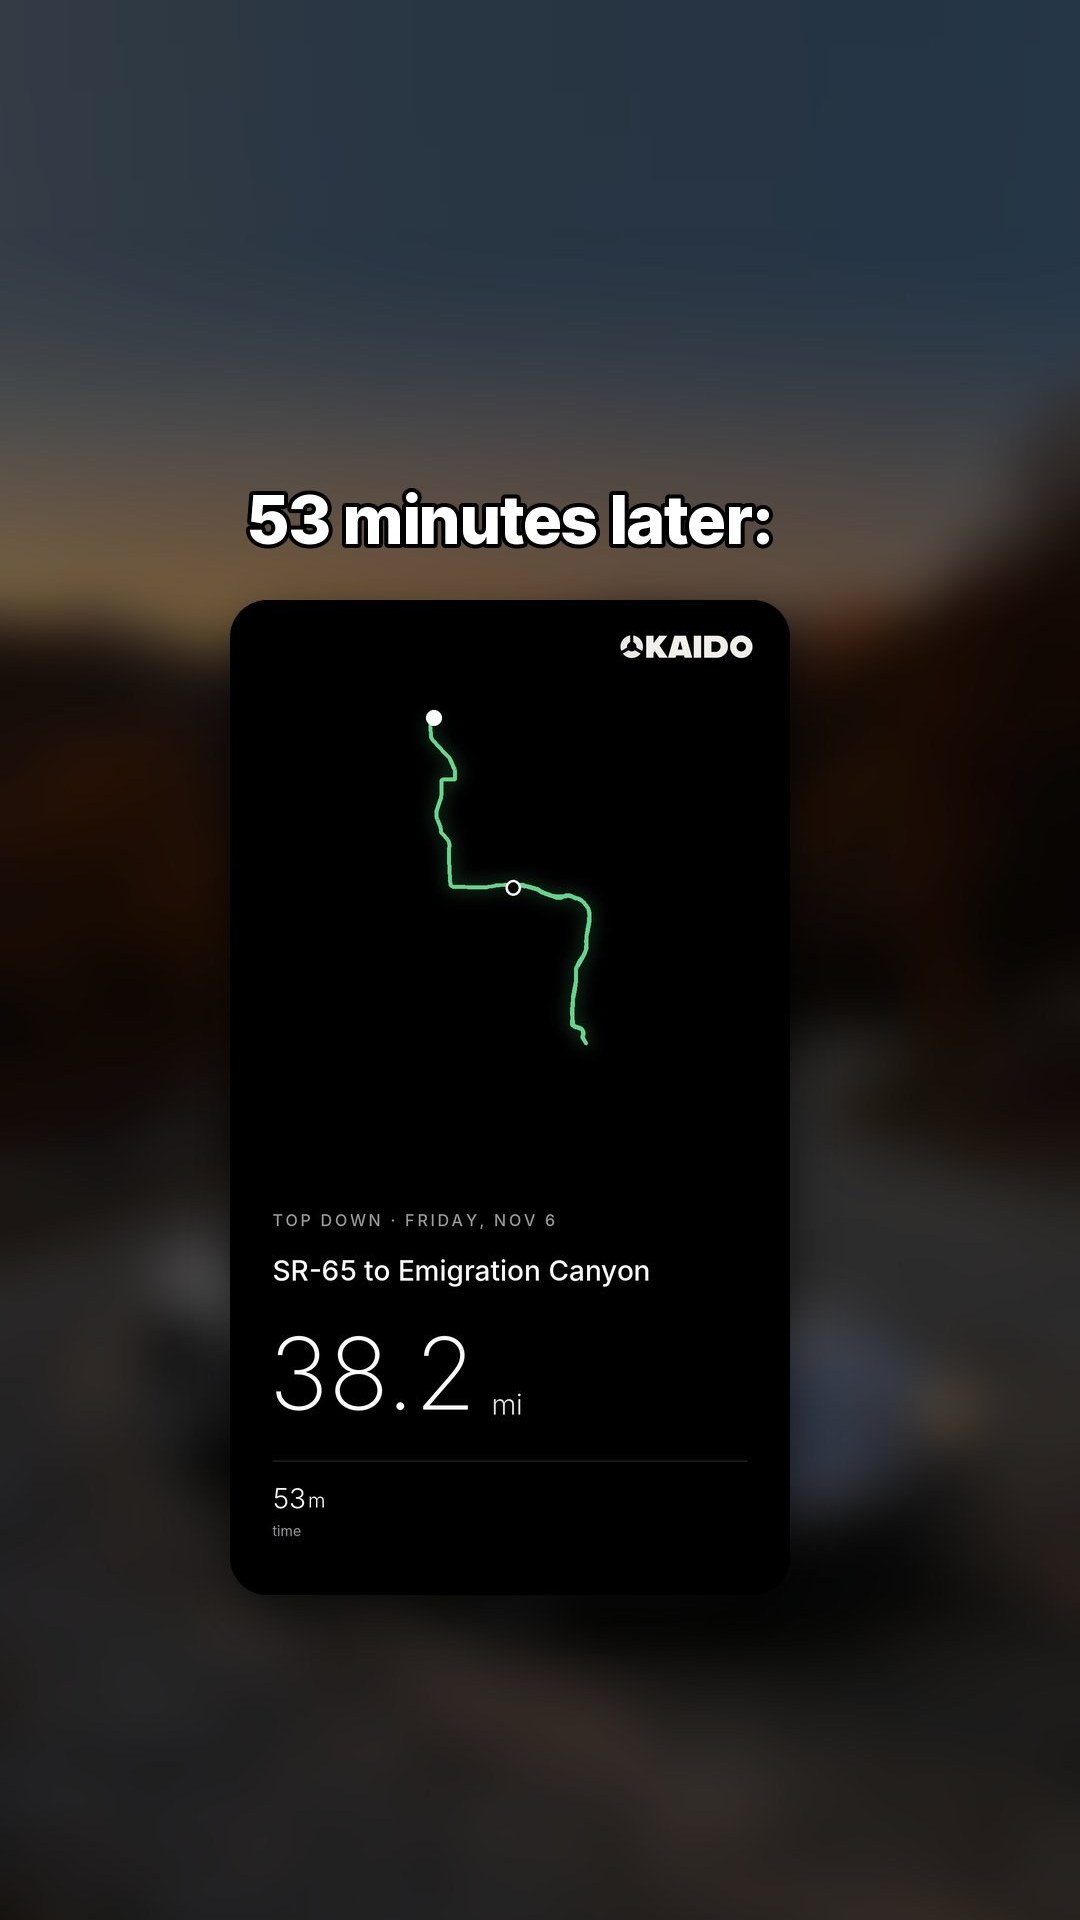 53 minutes later:
KAIDO
TOP DOWN · FRIDAY, NOV 6
SR-65 to Emigration Canyon
38.2 mi
53m
time